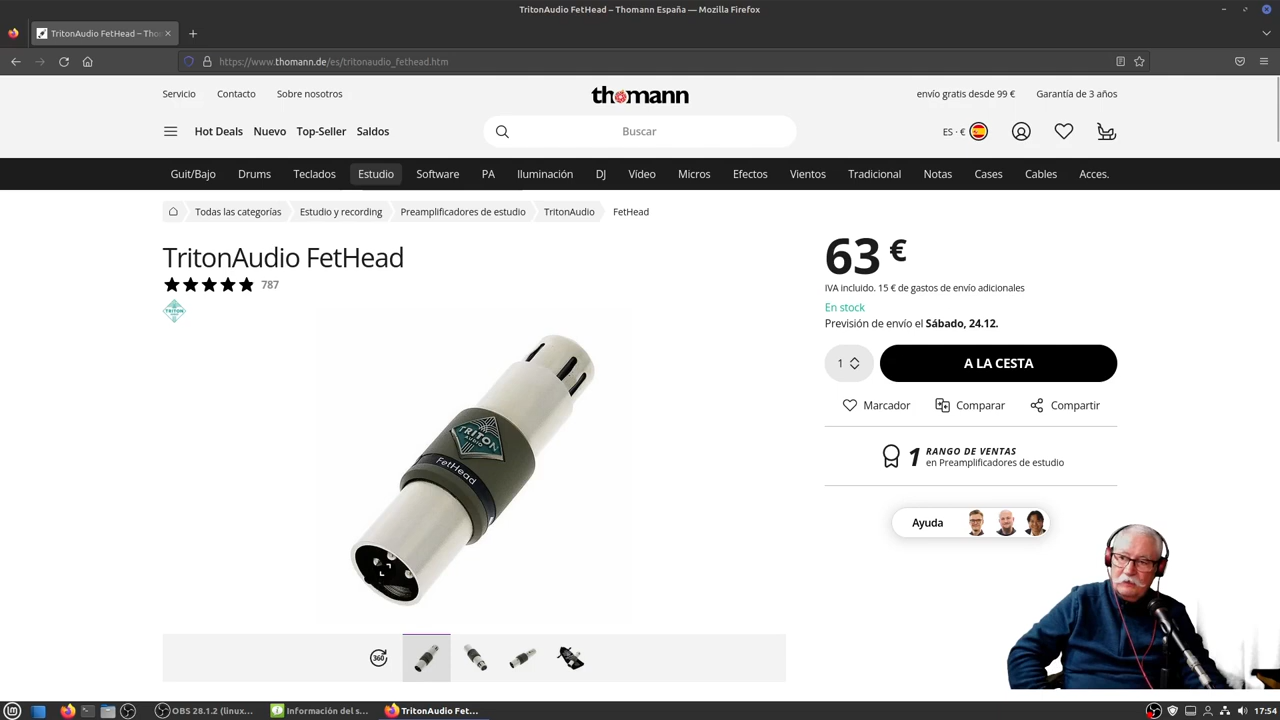 TritonAudio FetHead – Thomann España — Mozilla Firefox
TritonAudio FetHead – Thom
https://www.thomann.de/es/tritonaudio_fethead.htm
Servicio Contacto Sobre nosotros
thomann
envío gratis desde 99 € Garantía de 3 años
Hot Deals Nuevo Top-Seller Saldos
Buscar
ES · €
Guit/Bajo Drums Teclados Estudio Software PA Iluminación DJ Vídeo Micros Efectos Vientos Tradicional Notas Cases Cables Acces.
Todas las categorías Estudio y recording Preamplificadores de estudio TritonAudio FetHead
TritonAudio FetHead
787
TRITON
63 €
IVA incluido. 15 € de gastos de envío adicionales
En stock
Previsión de envío el Sábado, 24.12.
1
A LA CESTA
Marcador Comparar Compartir
1 RANGO DE VENTAS
en Preamplificadores de estudio
Ayuda
TRITON
AUDIO
FetHead
360
OBS 28.1.2 (linux... Información del s... TritonAudio Fet... 17:54